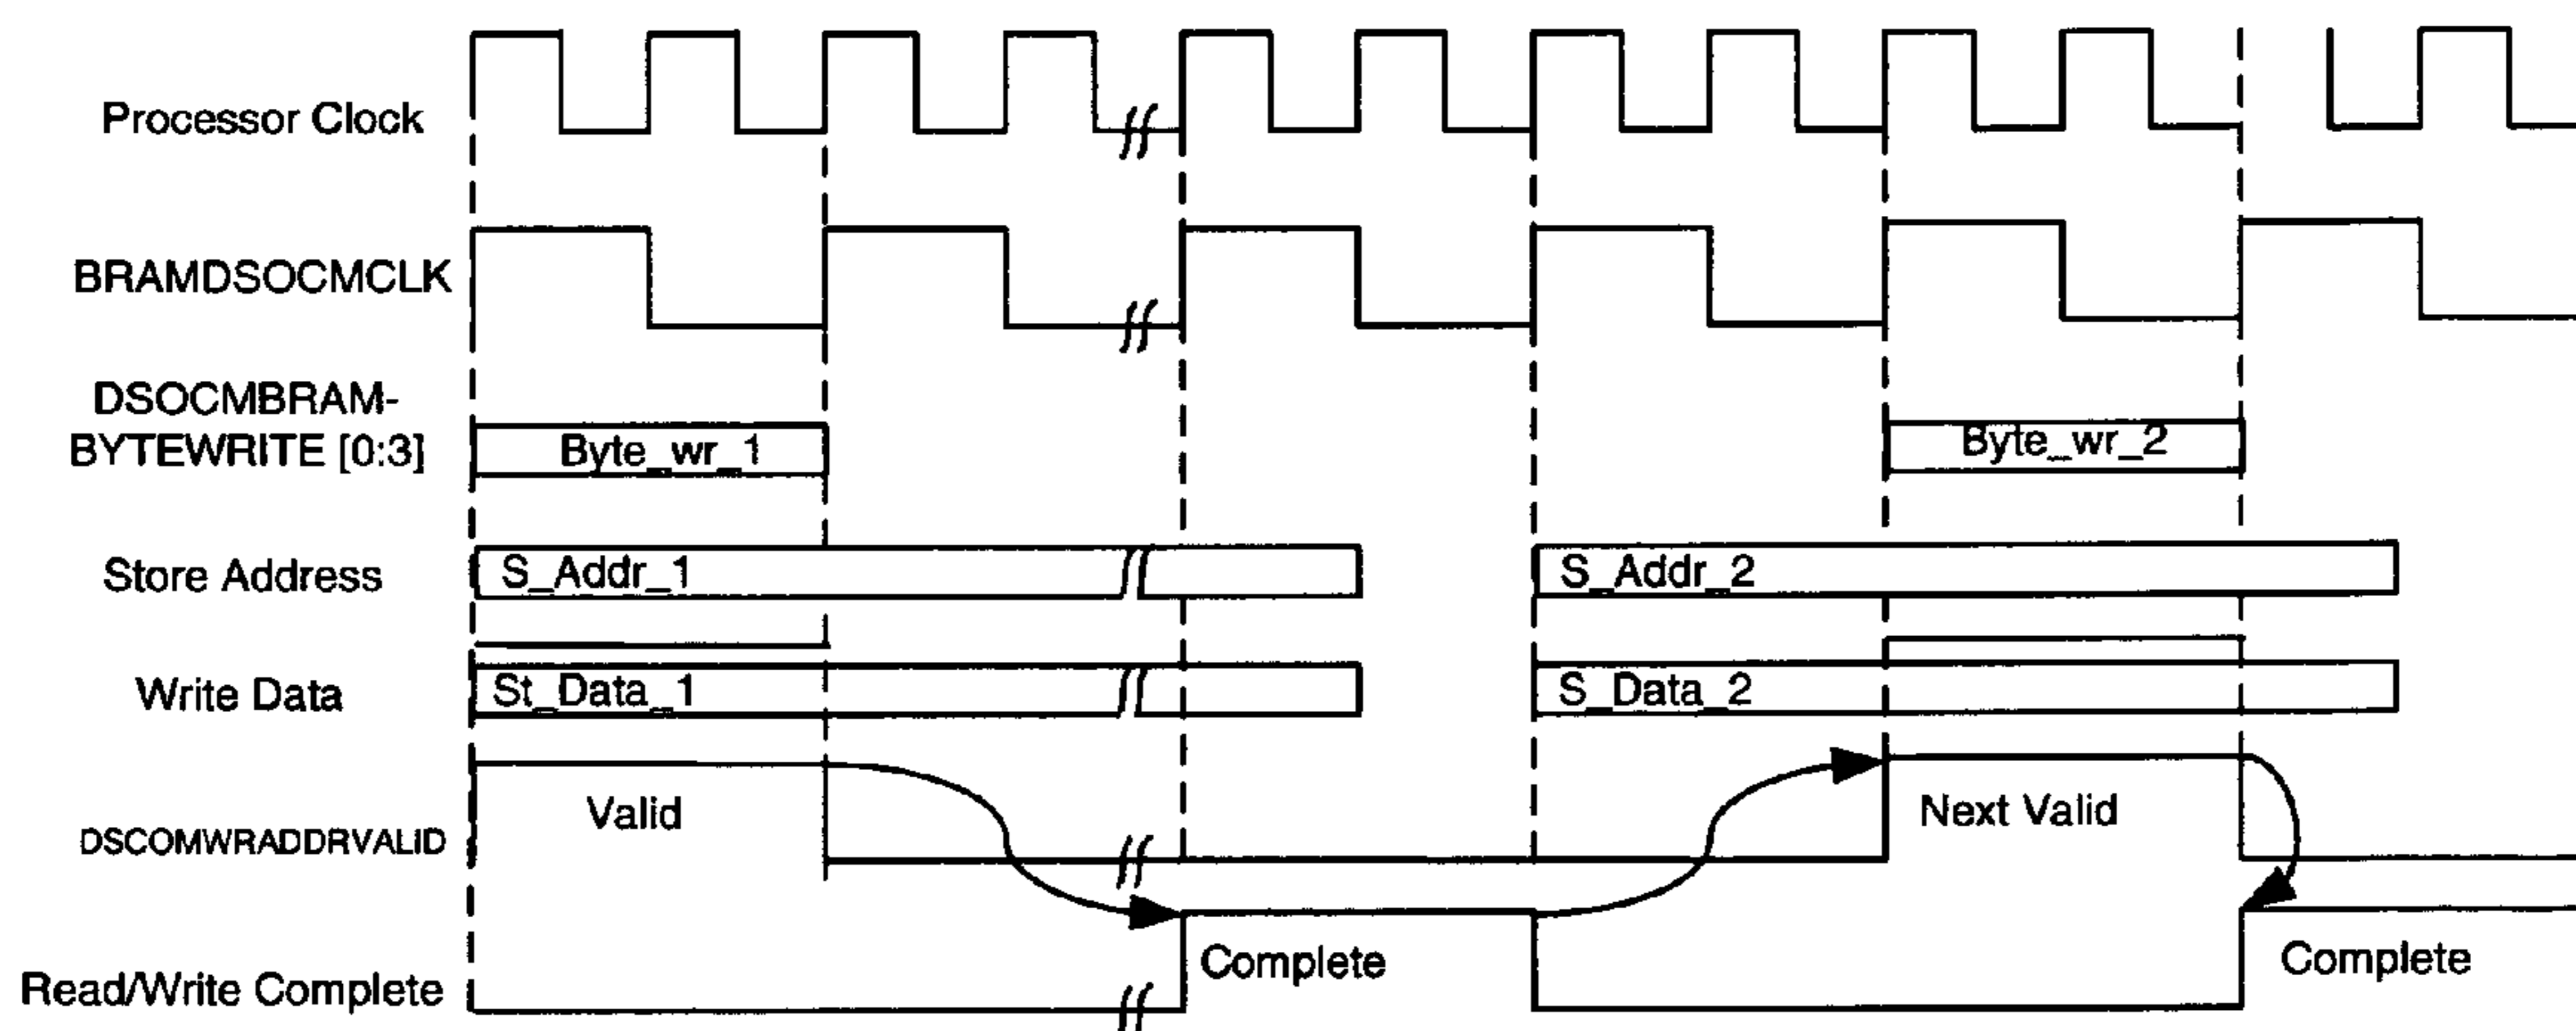 Processor Clock
BRAMDSOCMCLK
DSOCMBRAM-
BYTEWRITE [0:3]
Byte_wr_1
Byte_wr_2
Store Address
S_Addr_1
S_Addr_2
Write Data
St_Data_1
S_Data_2
DSCOMWRADDRVALID
Valid
Next Valid
Read/Write Complete
Complete
Complete